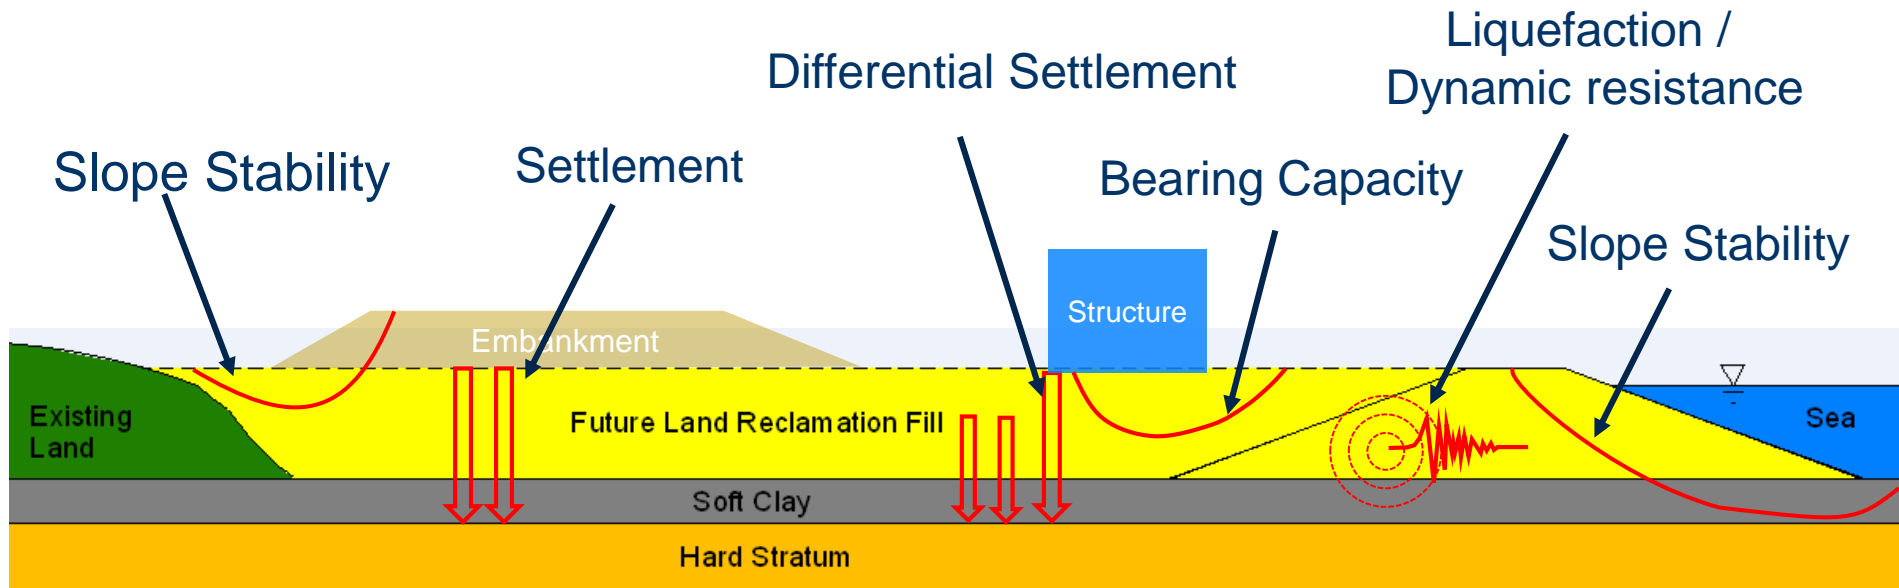 Liquefaction /
Dynamic resistance
Differential Settlement
Slope Stability
Settlement
Bearing Capacity
Slope Stability
Structure
Embankment
Existing
Land
Future Land Reclamation Fill
Sea
Soft Clay
Hard Stratum